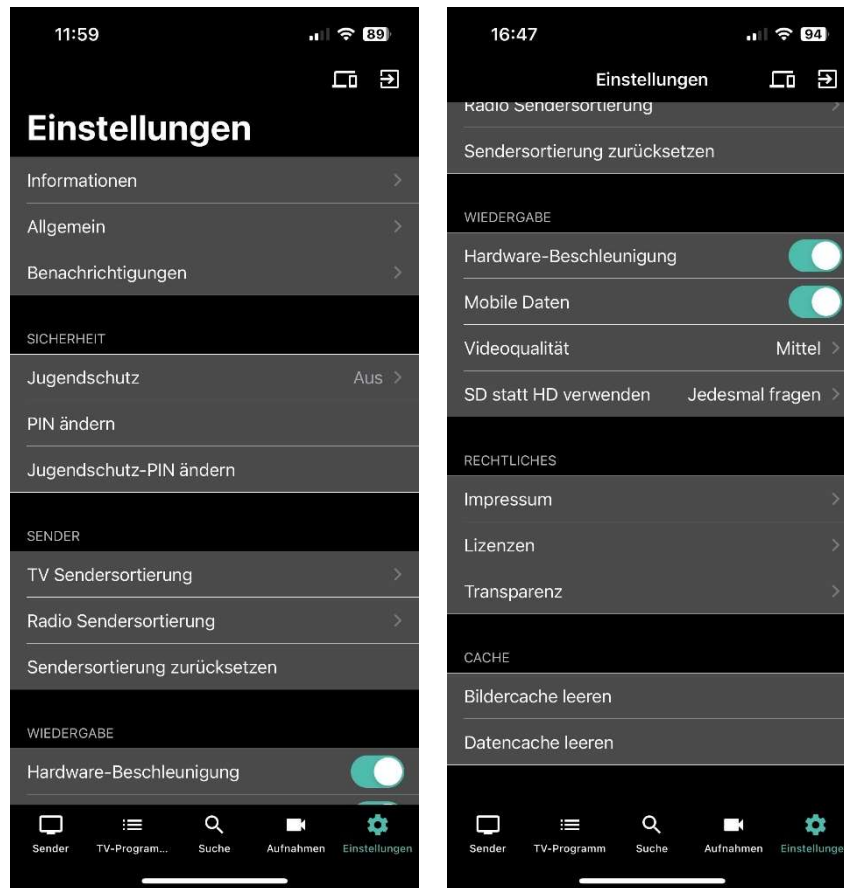 11:59
89
Einstellungen
Informationen
Allgemein
Benachrichtigungen
SICHERHEIT
Jugendschutz Aus
PIN ändern
Jugendschutz-PIN ändern
SENDER
TV Sendersortierung
Radio Sendersortierung
Sendersortierung zurücksetzen
WIEDERGABE
Hardware-Beschleunigung
Sender TV-Program... Suche Aufnahmen Einstellungen
16:47
94
Einstellungen
Radio Sendersortierung
Sendersortierung zurücksetzen
WIEDERGABE
Hardware-Beschleunigung
Mobile Daten
Videoqualität Mittel
SD statt HD verwenden Jedesmal fragen
RECHTLICHES
Impressum
Lizenzen
Transparenz
CACHE
Bildercache leeren
Datencache leeren
Sender TV-Programm Suche Aufnahmen Einstellunge